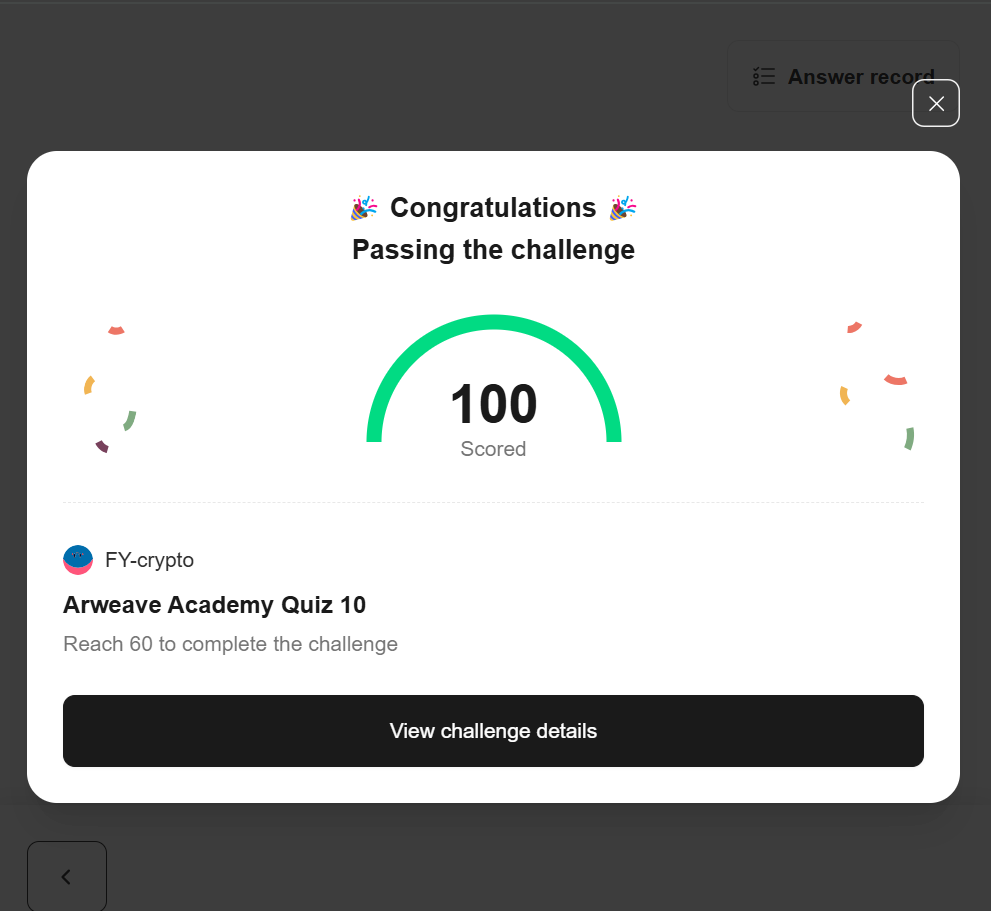 Answer record
Congratulations
Passing the challenge
100
Scored
FY-crypto
Arweave Academy Quiz 10
Reach 60 to complete the challenge
View challenge details